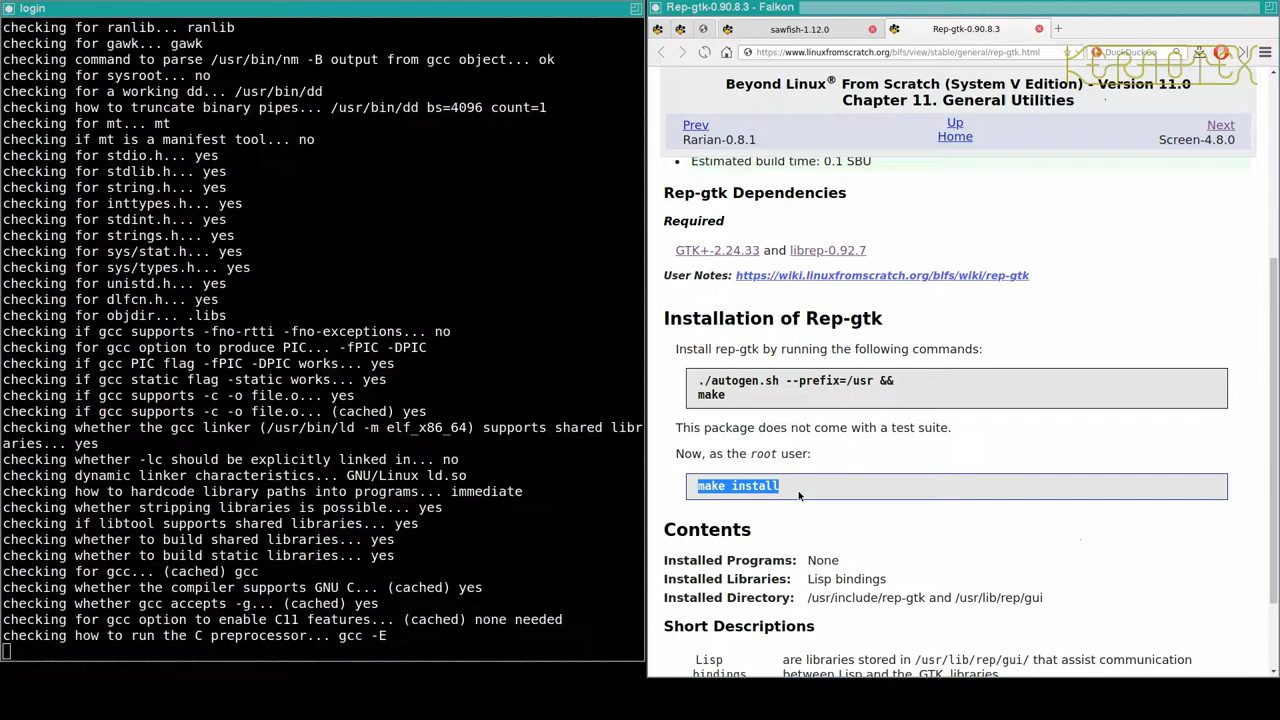 login
checking for ranlib... ranlib
checking for gawk... gawk
checking command to parse /usr/bin/nm -B output from gcc object... ok
checking for sysroot... no
checking for a working dd... /usr/bin/dd
checking how to truncate binary pipes... /usr/bin/dd bs=4096 count=1
checking for mt... mt
checking if mt is a manifest tool... no
checking for stdio.h... yes
checking for stdlib.h... yes
checking for string.h... yes
checking for inttypes.h... yes
checking for stdint.h... yes
checking for strings.h... yes
checking for sys/stat.h... yes
checking for sys/types.h... yes
checking for unistd.h... yes
checking for dlfcn.h... yes
checking for objdir... .libs
checking if gcc supports -fno-rtti -fno-exceptions... no
checking for gcc option to produce PIC... -fPIC -DPIC
checking if gcc PIC flag -fPIC -DPIC works... yes
checking if gcc static flag -static works... yes
checking if gcc supports -c -o file.o... yes
checking if gcc supports -c -o file.o... (cached) yes
checking whether the gcc linker (/usr/bin/ld -m elf_x86_64) supports shared libr
aries... yes
checking whether -lc should be explicitly linked in... no
checking dynamic linker characteristics... GNU/Linux ld.so
checking how to hardcode library paths into programs... immediate
checking whether stripping libraries is possible... yes
checking if libtool supports shared libraries... yes
checking whether to build shared libraries... yes
checking whether to build static libraries... yes
checking for gcc... (cached) gcc
checking whether the compiler supports GNU C... (cached) yes
checking whether gcc accepts -g... (cached) yes
checking for gcc option to enable C11 features... (cached) none needed
checking how to run the C preprocessor... gcc -E
Rep-gtk-0.90.8.3 - Falkon
sawfish-1.12.0
Rep-gtk-0.90.8.3
https://www.linuxfromscratch.org/blfs/view/stable/general/rep-gtk.html
DuckDuckGo
KERNOTEX
Beyond Linux® From Scratch (System V Edition) - Version 11.0
Chapter 11. General Utilities
Prev Up Next
Rarian-0.8.1 Home Screen-4.8.0
• Estimated build time: 0.1 SBU
Rep-gtk Dependencies
Required
GTK+-2.24.33 and librep-0.92.7
User Notes: https://wiki.linuxfromscratch.org/blfs/wiki/rep-gtk
Installation of Rep-gtk
Install rep-gtk by running the following commands:
./autogen.sh --prefix=/usr &&
make
This package does not come with a test suite.
Now, as the root user:
make install
Contents
Installed Programs: None
Installed Libraries: Lisp bindings
Installed Directory: /usr/include/rep-gtk and /usr/lib/rep/gui
Short Descriptions
Lisp are libraries stored in /usr/lib/rep/gui/ that assist communication
bindings between Lisp and the GTK libraries